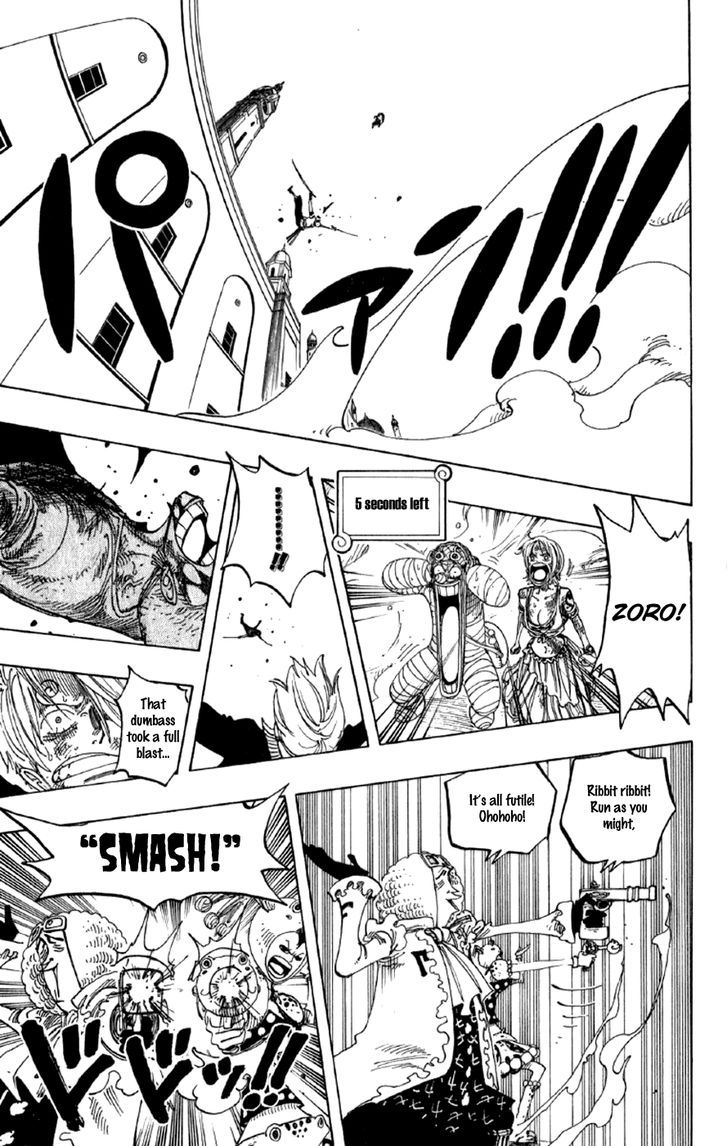 パァン!!!
ZORO!
5 seconds left
........!!
That
dumbass
took a full
blast...
Ribbit ribbit!
Run as you
might,
It's all futile!
Ohohoho!
"SMASH!"
ドドドッ!!